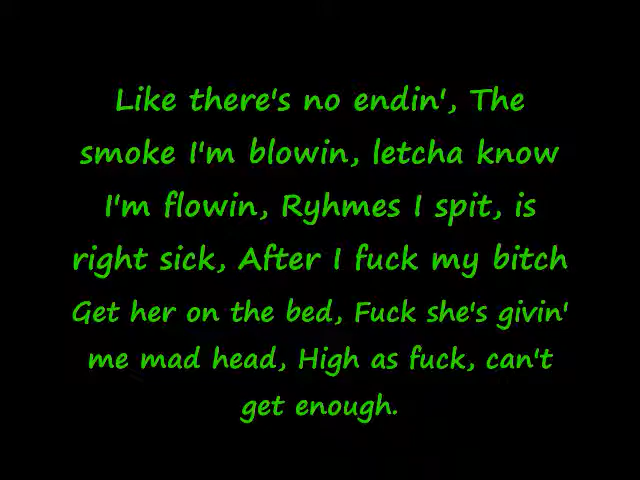 Like there's no endin', The
smoke I'm blowin, letcha know
I'm flowin, Ryhmes I spit, is
right sick, After I fuck my bitch
Get her on the bed, Fuck she's givin'
me mad head, High as fuck, can't
get enough.